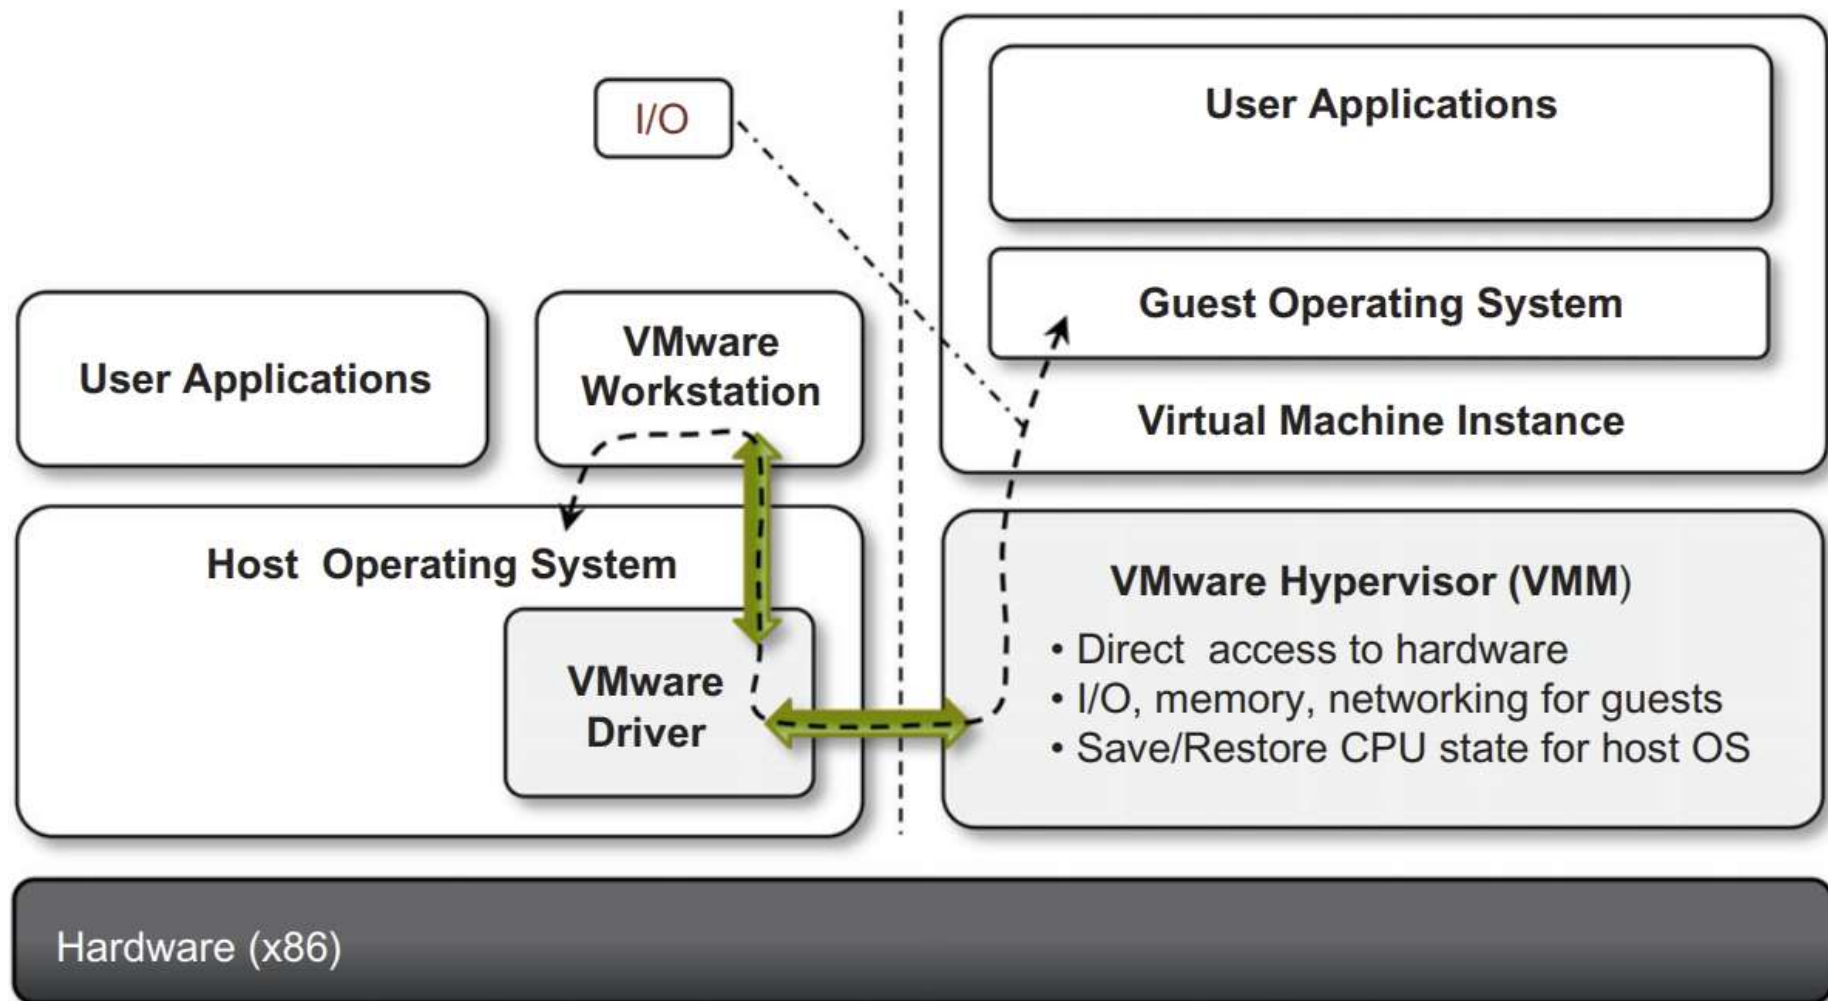 I/O
User Applications
Guest Operating System
Virtual Machine Instance
User Applications
VMware
Workstation
Host Operating System
VMware
Driver
VMware Hypervisor (VMM)
• Direct access to hardware
• I/O, memory, networking for guests
• Save/Restore CPU state for host OS
Hardware (x86)